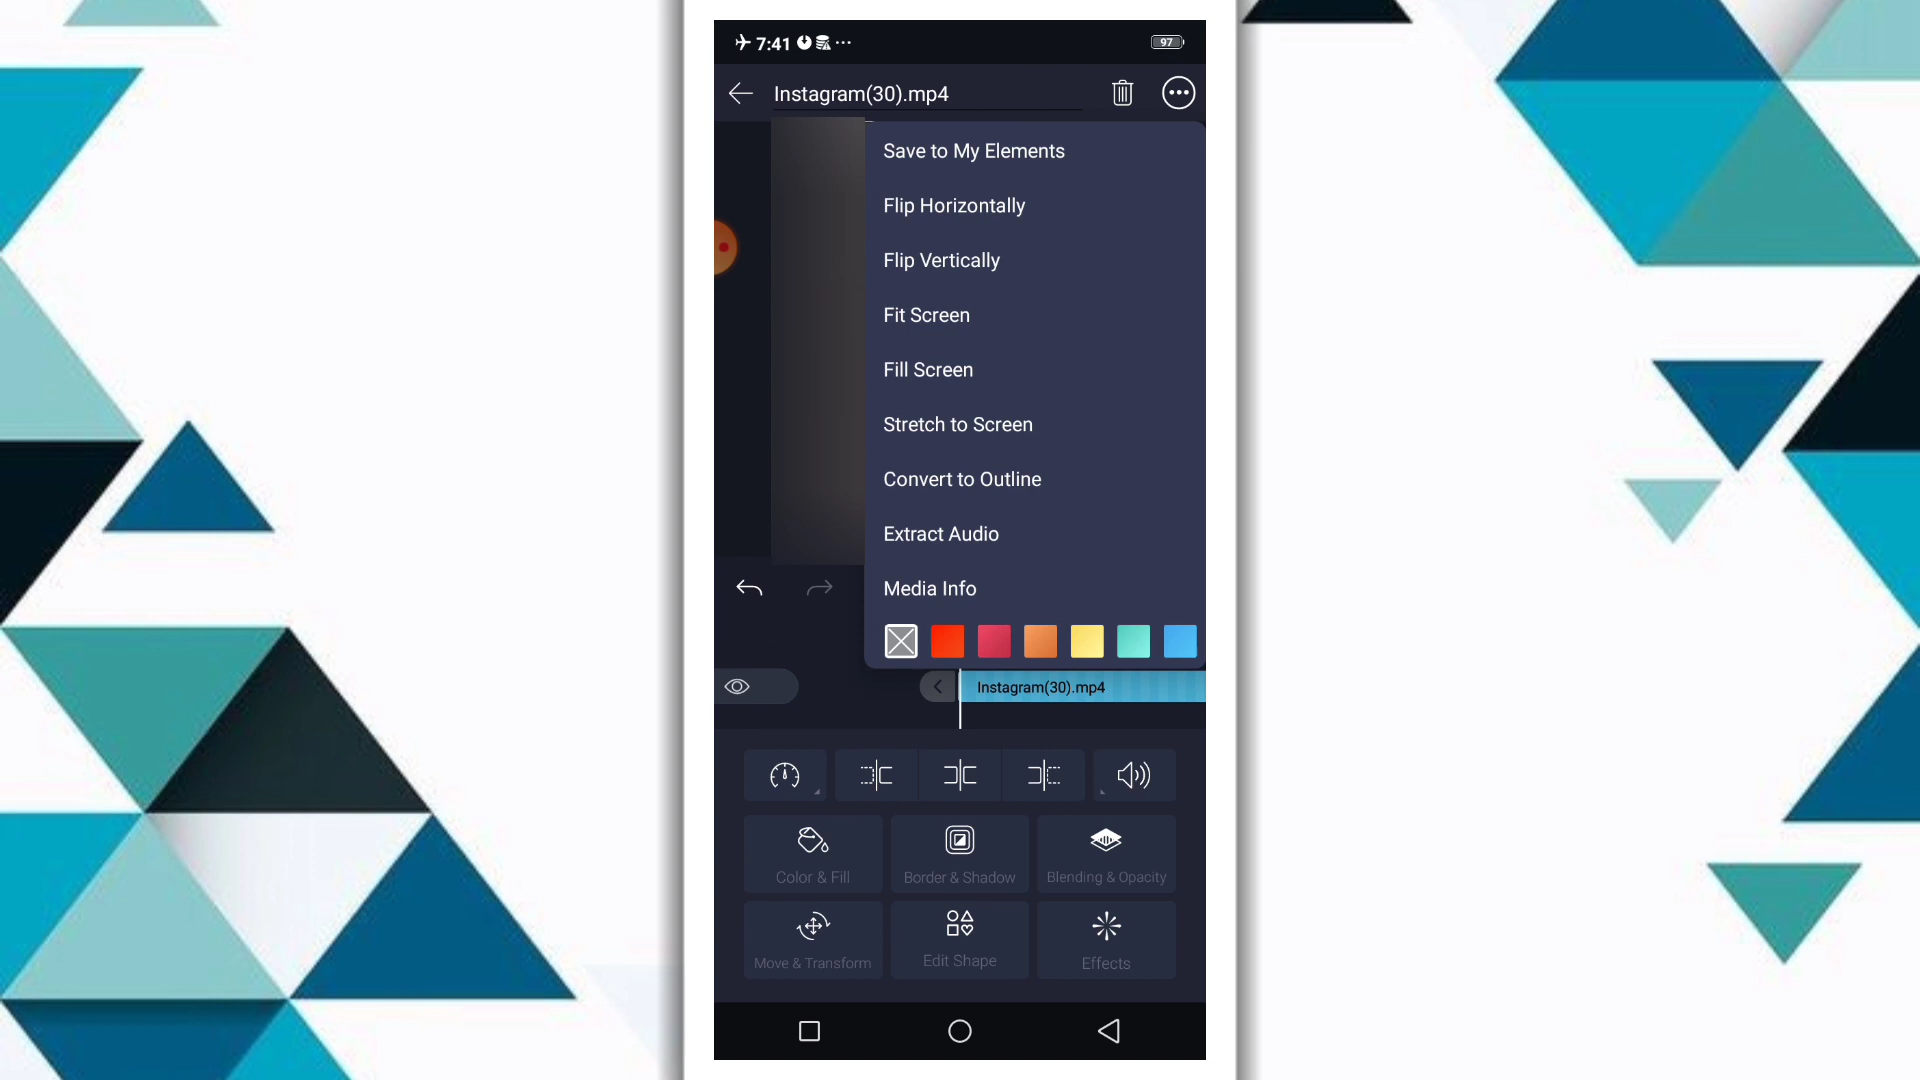 7:41
97
Instagram(30).mp4
Save to My Elements
Flip Horizontally
Flip Vertically
Fit Screen
Fill Screen
Stretch to Screen
Convert to Outline
Extract Audio
Media Info
Instagram(30).mp4
Color & Fill
Border & Shadow
Blending & Opacity
Move & Transform
Edit Shape
Effects